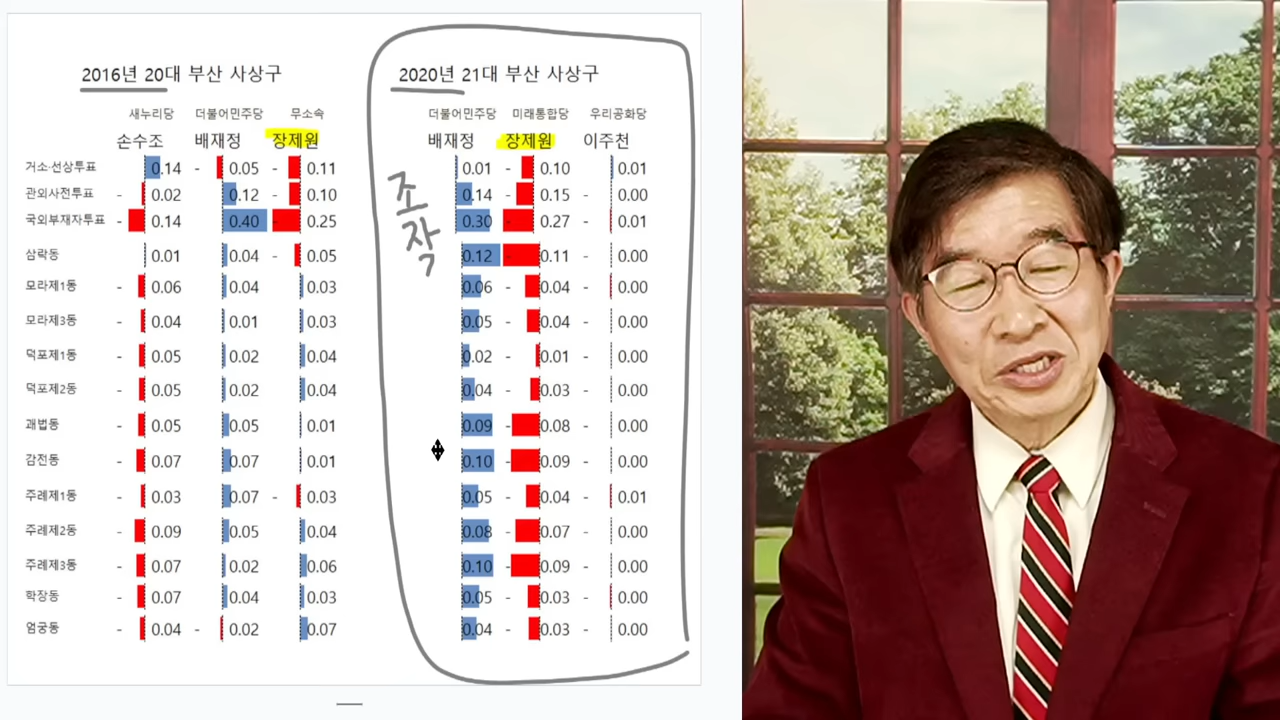 2016년 20대 부산 사상구
새누리당 더불어민주당 무소속
손수조 배재정 장제원
거소·선상투표 0.14 - 0.05 - 0.11
관외사전투표 - 0.02 0.12 - 0.10
국외부재자투표 - 0.14 0.40 - 0.25
삼락동 0.01 0.04 - 0.05
모라제1동 - 0.06 0.04 0.03
모라제3동 - 0.04 0.01 0.03
덕포제1동 - 0.05 0.02 0.04
덕포제2동 - 0.05 0.02 0.04
괘법동 - 0.05 0.05 0.01
감전동 - 0.07 0.07 0.01
주례제1동 - 0.03 0.07 - 0.03
주례제2동 - 0.09 0.05 0.04
주례제3동 - 0.07 0.02 0.06
학장동 - 0.07 0.04 0.03
엄궁동 - 0.04 - 0.02 0.07
2020년 21대 부산 사상구
더불어민주당 미래통합당 우리공화당
배재정 장제원 이주천
0.01 - 0.10 0.01
0.14 - 0.15 - 0.00
0.30 - 0.27 - 0.01
0.12 - 0.11 - 0.00
0.06 - 0.04 - 0.00
0.05 - 0.04 - 0.00
0.02 - 0.01 - 0.00
0.04 - 0.03 - 0.00
0.09 - 0.08 - 0.00
0.10 - 0.09 - 0.00
0.05 - 0.04 - 0.01
0.08 - 0.07 - 0.00
0.10 - 0.09 - 0.00
0.05 - 0.03 - 0.00
0.04 - 0.03 - 0.00
조
작